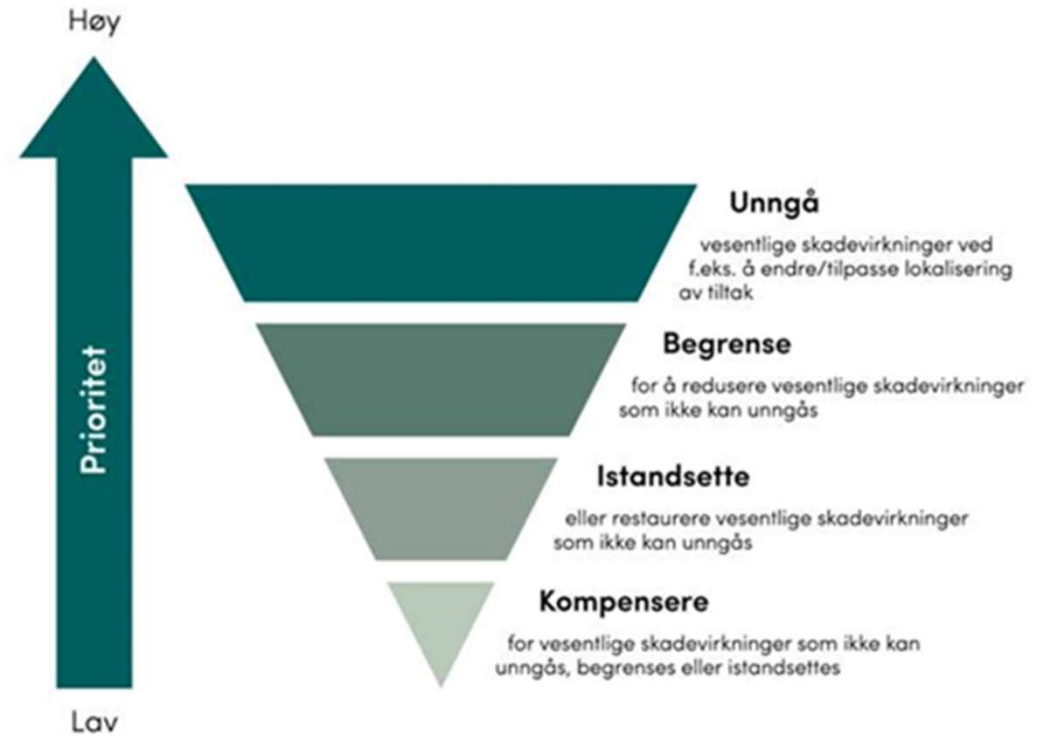 Høy
Prioritet
Lav
Unngå
vesentlige skadevirkninger ved
f.eks. å endre/tilpasse lokalisering
av tiltak
Begrense
for å redusere vesentlige skadevirkninger
som ikke kan unngås
Istandsette
eller restaurere vesentlige skadevirkninger
som ikke kan unngås
Kompensere
for vesentlige skadevirkninger som ikke kan
unngås, begrenses eller istandsettes